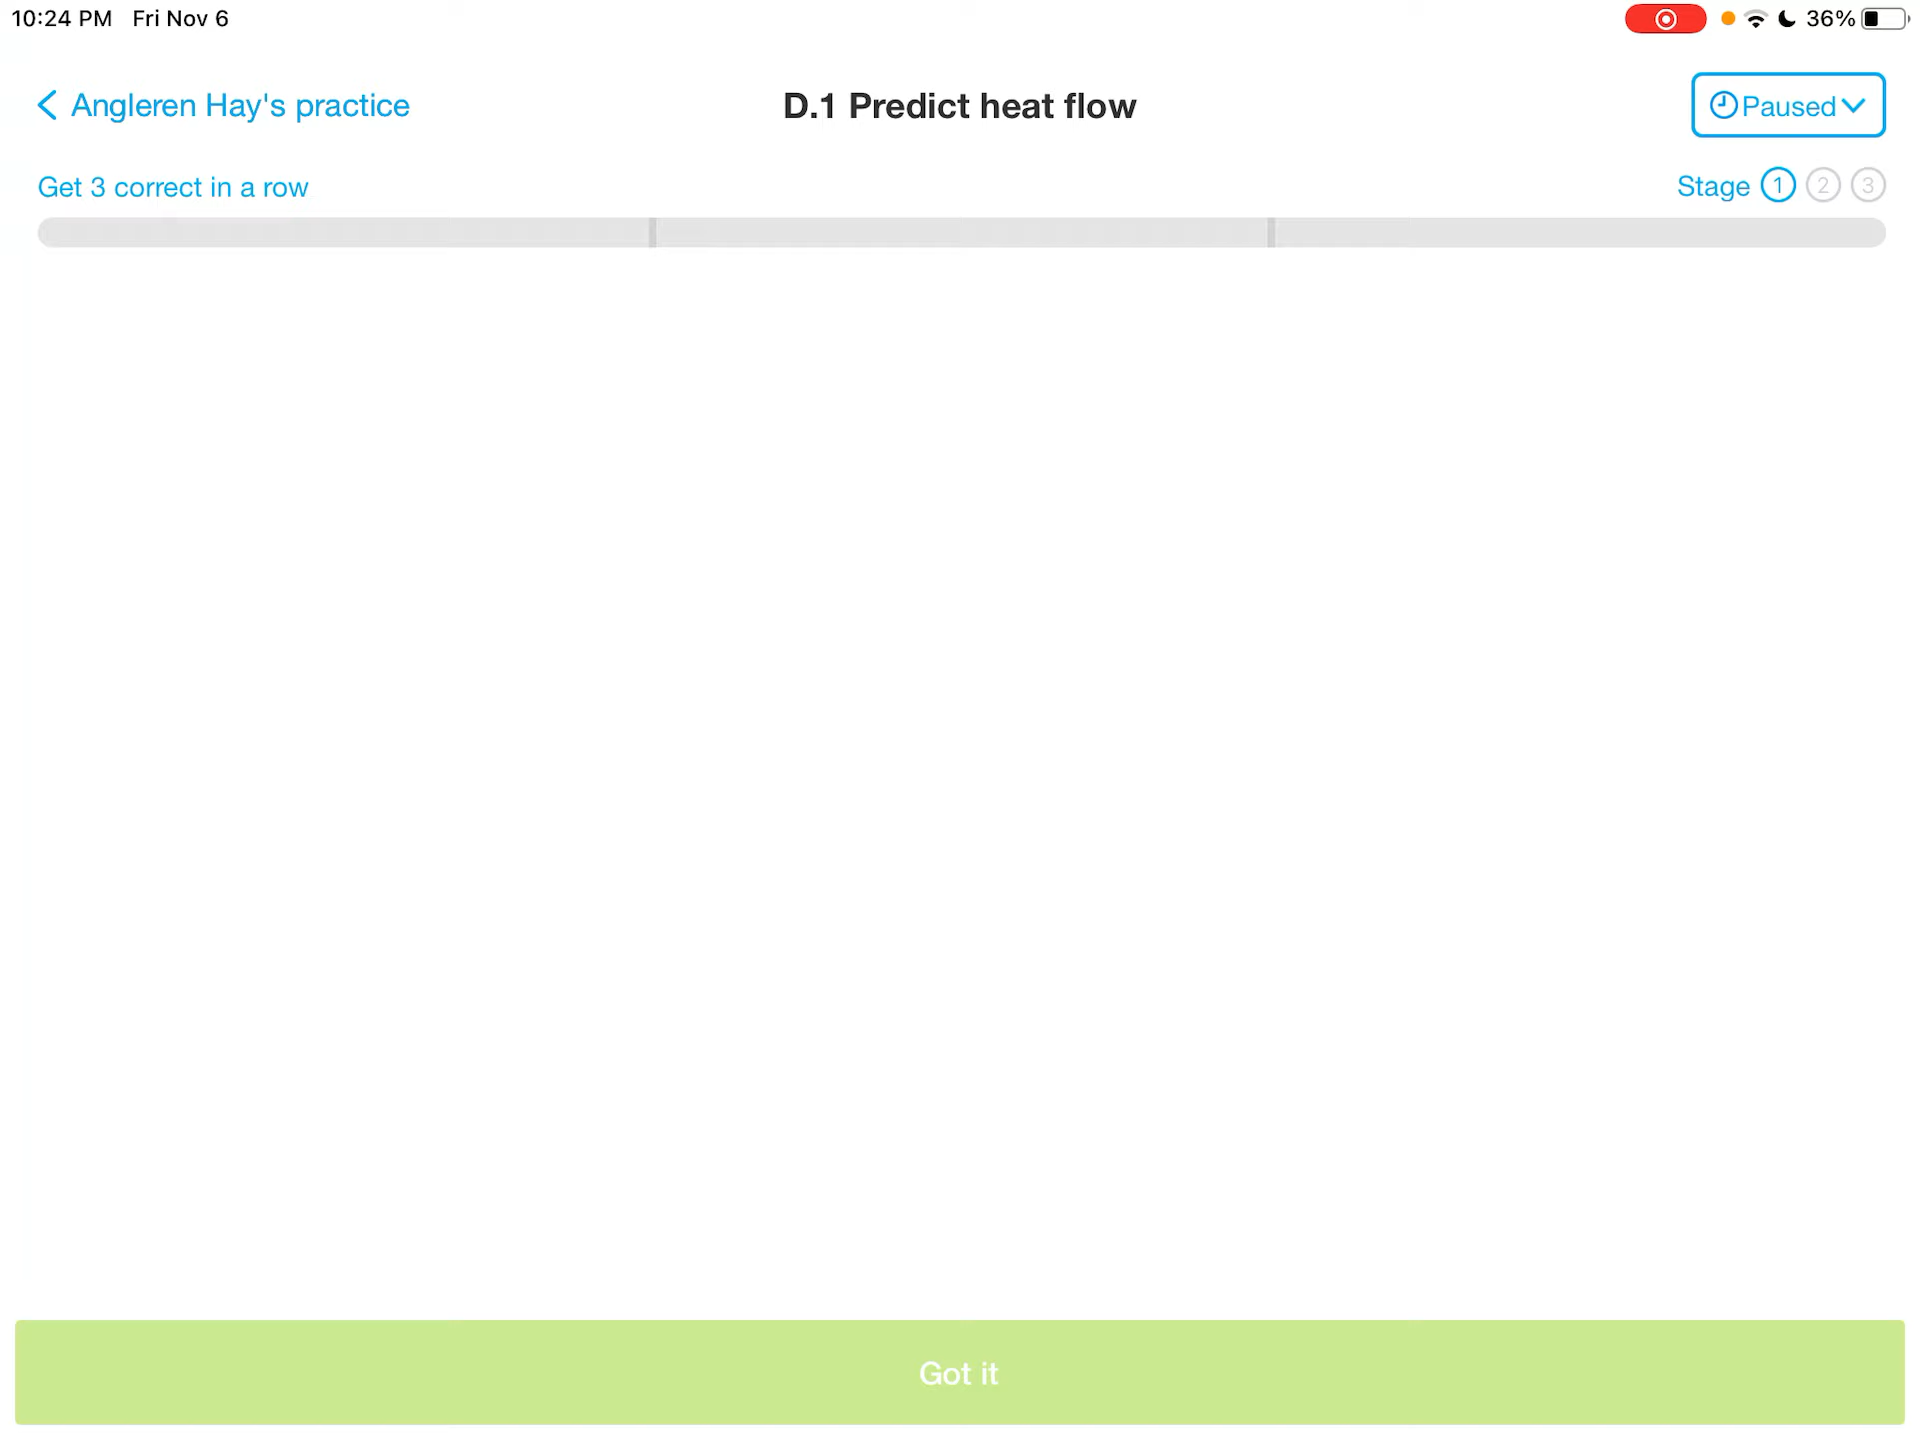 10:24 PM Fri Nov 6 36%
Angleren Hay's practice D.1 Predict heat flow Paused
Get 3 correct in a row Stage 1 2 3
Got it